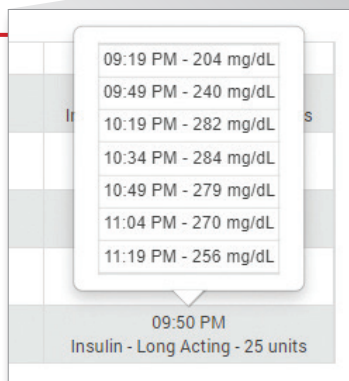 09:19 PM - 204 mg/dL
09:49 PM - 240 mg/dL
10:19 PM - 282 mg/dL
10:34 PM - 284 mg/dL
10:49 PM - 279 mg/dL
11:04 PM - 270 mg/dL
11:19 PM - 256 mg/dL
09:50 PM
Insulin - Long Acting - 25 units